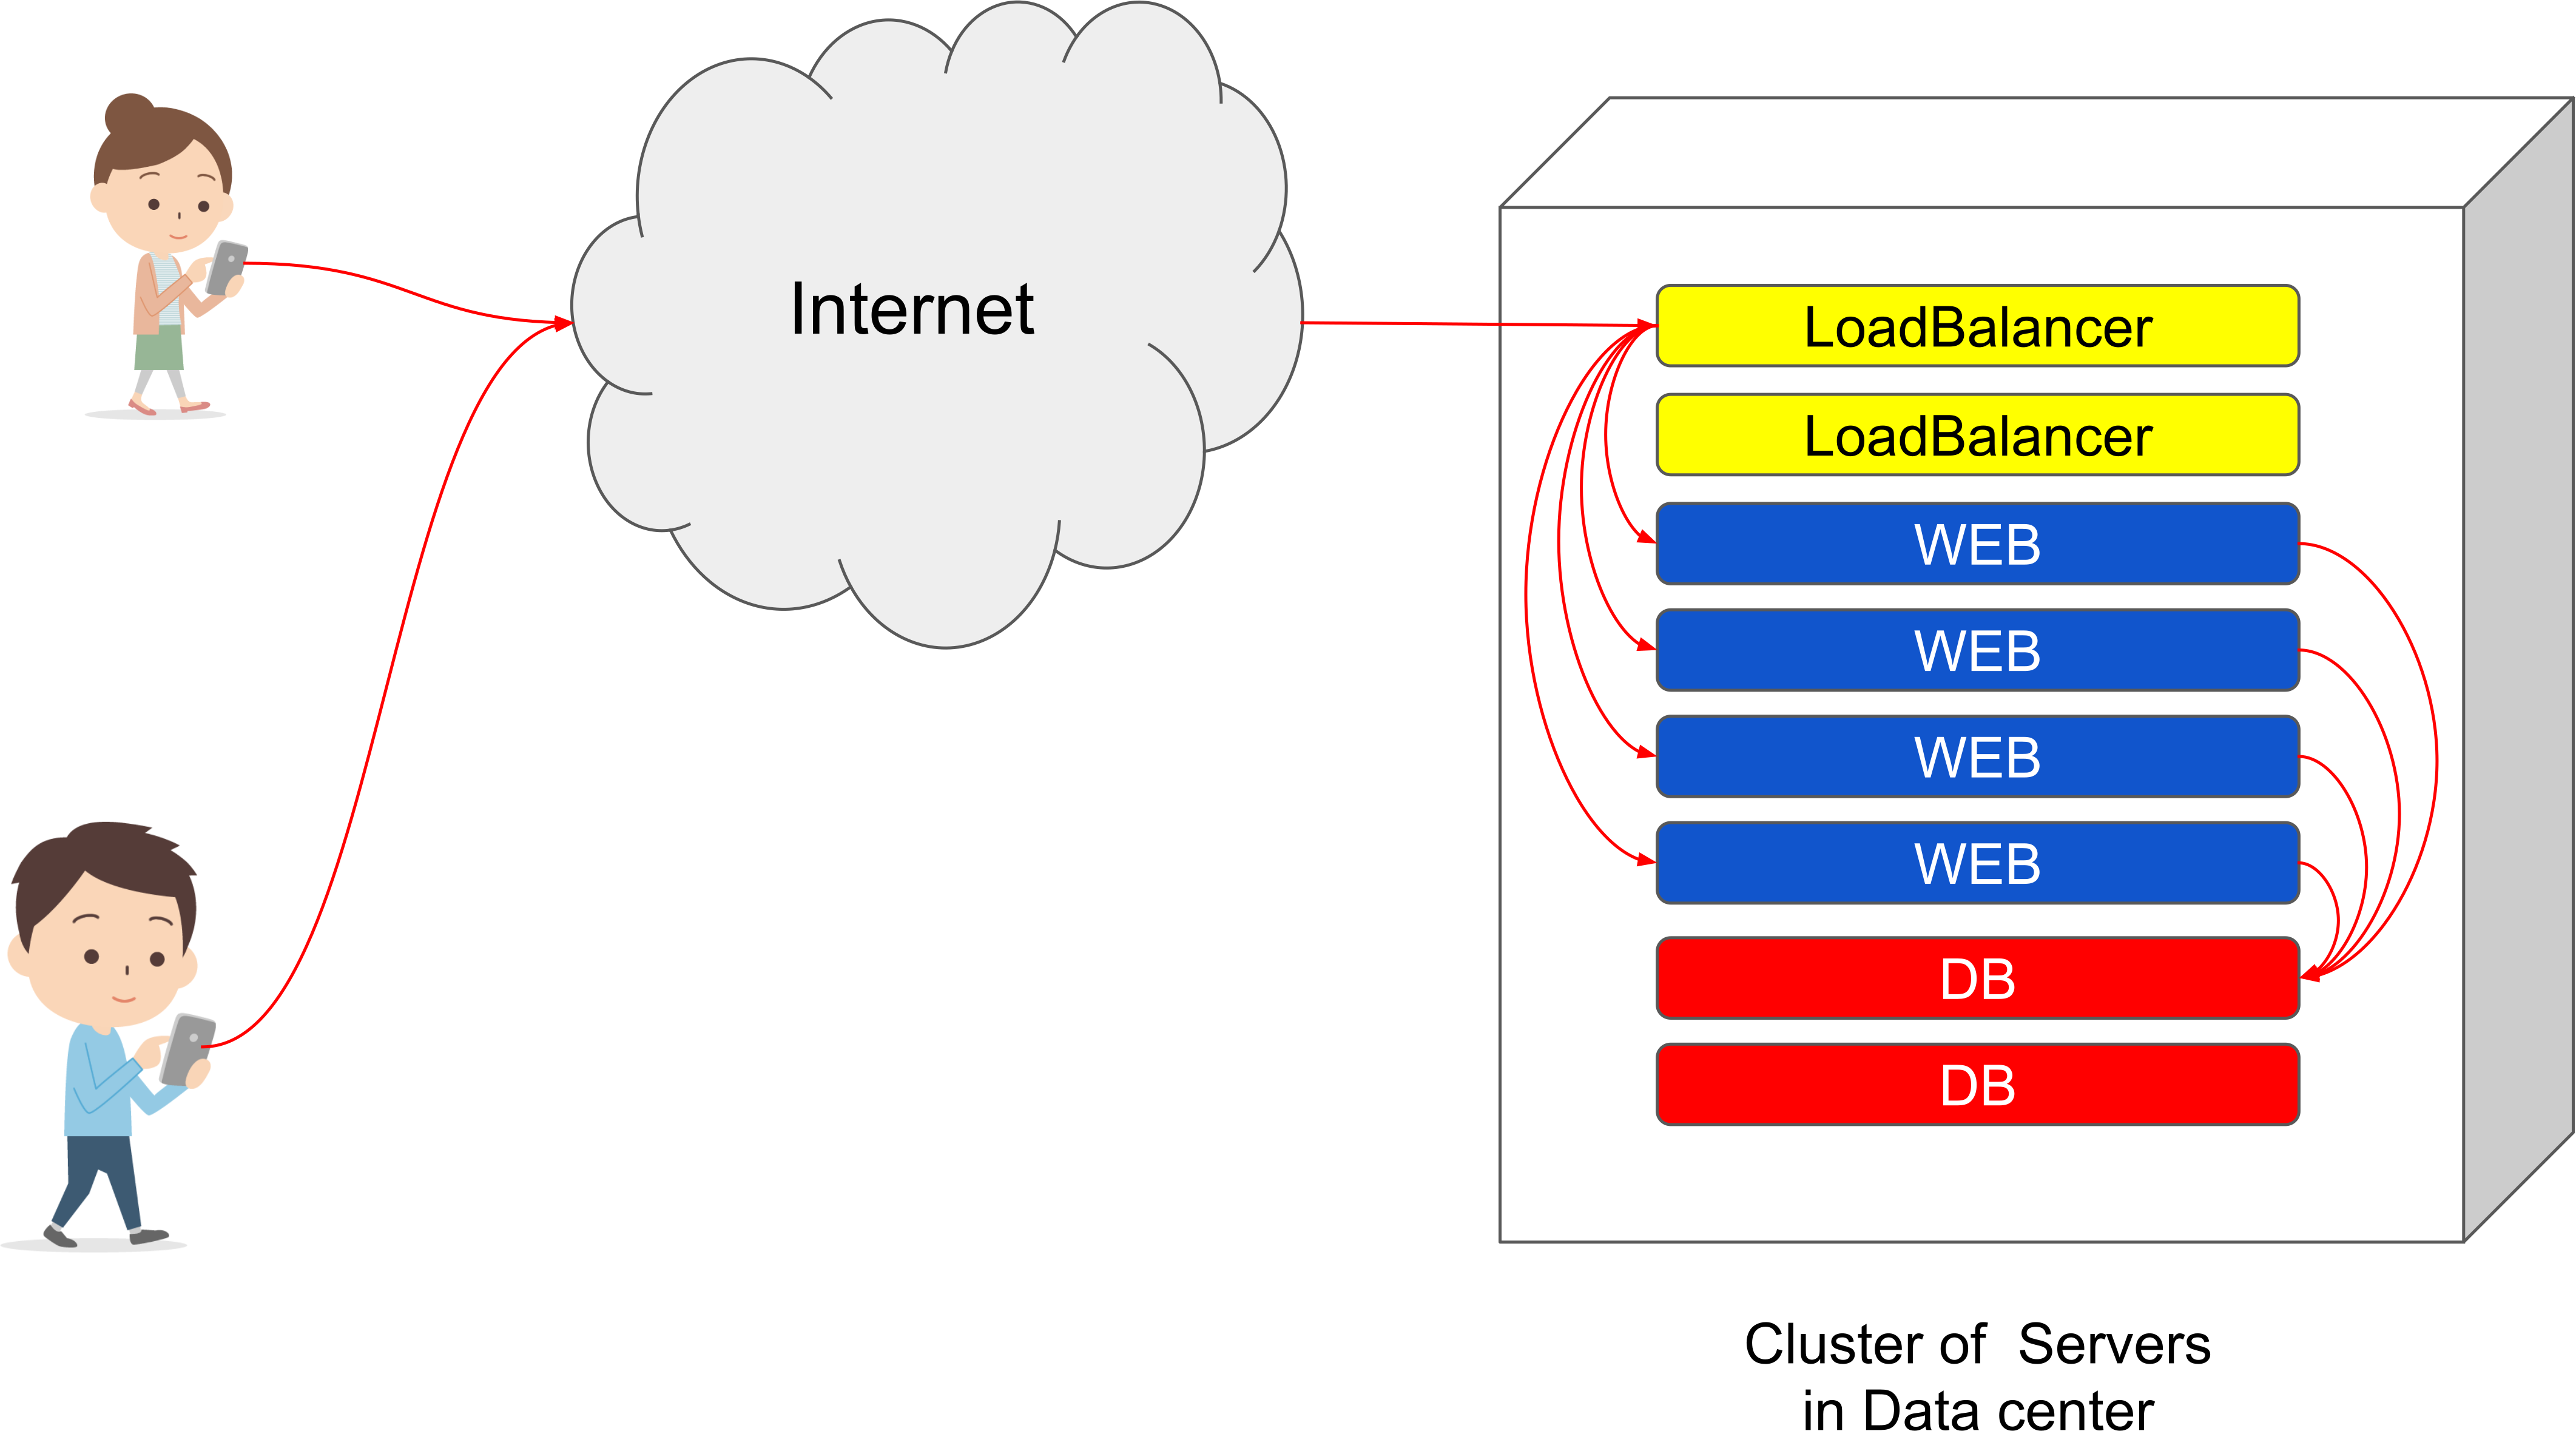 Internet
LoadBalancer
LoadBalancer
WEB
WEB
WEB
WEB
DB
DB
Cluster of  Servers
in Data center